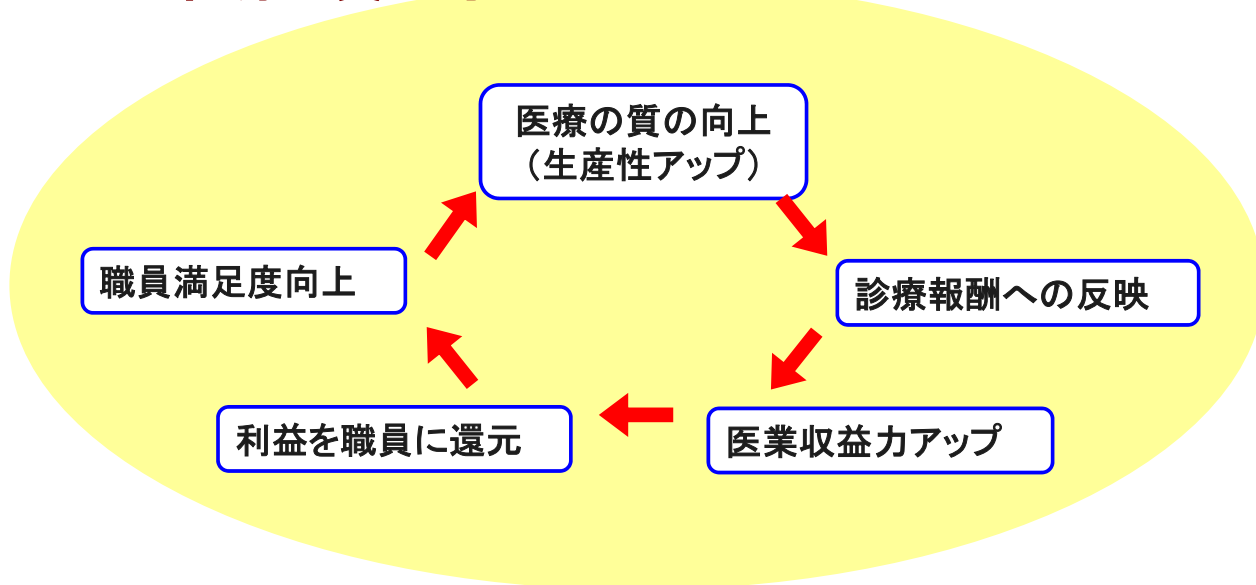 医療の質の向上
（生産性アップ）
職員満足度向上
診療報酬への反映
利益を職員に還元
医業収益力アップ